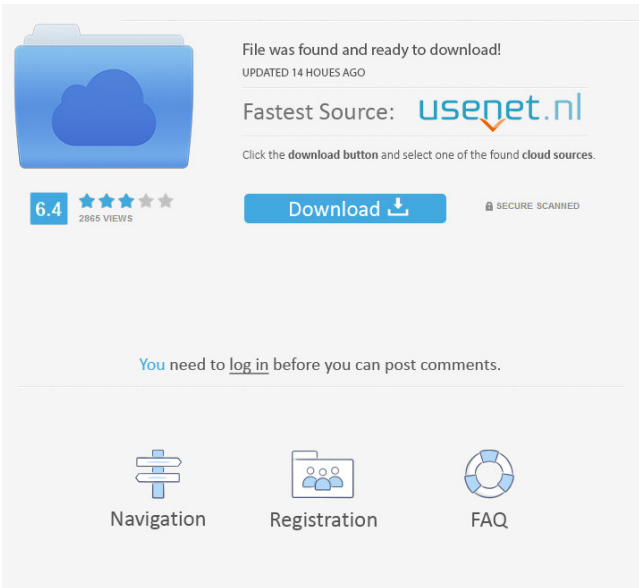 File was found and ready to download!
UPDATED 14 HOUES AGO
Fastest Source: usenet.nl
Click the download button and select one of the found cloud sources.
6.4
2865 VIEWS
Download
SECURE SCANNED
You need to log in before you can post comments.
Navigation
Registration
FAQ